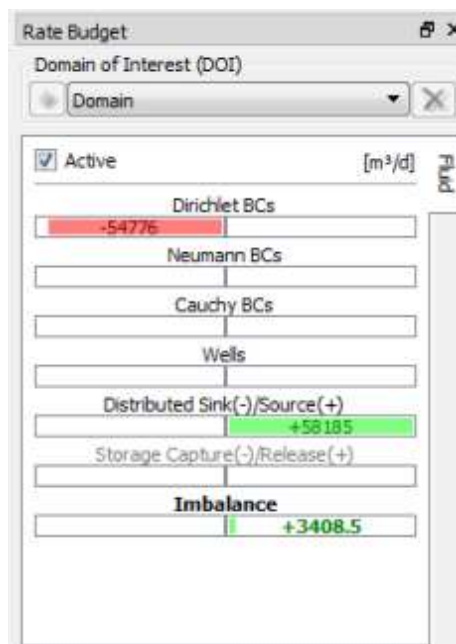 Rate Budget
Domain of Interest (DOI)
Domain
Active [m³/d]
Fluid
Dirichlet BCs
-54776
Neumann BCs
Cauchy BCs
Wells
Distributed Sink(-)/Source(+)
+58185
Storage Capture(-)/Release(+)
Imbalance
+3408.5